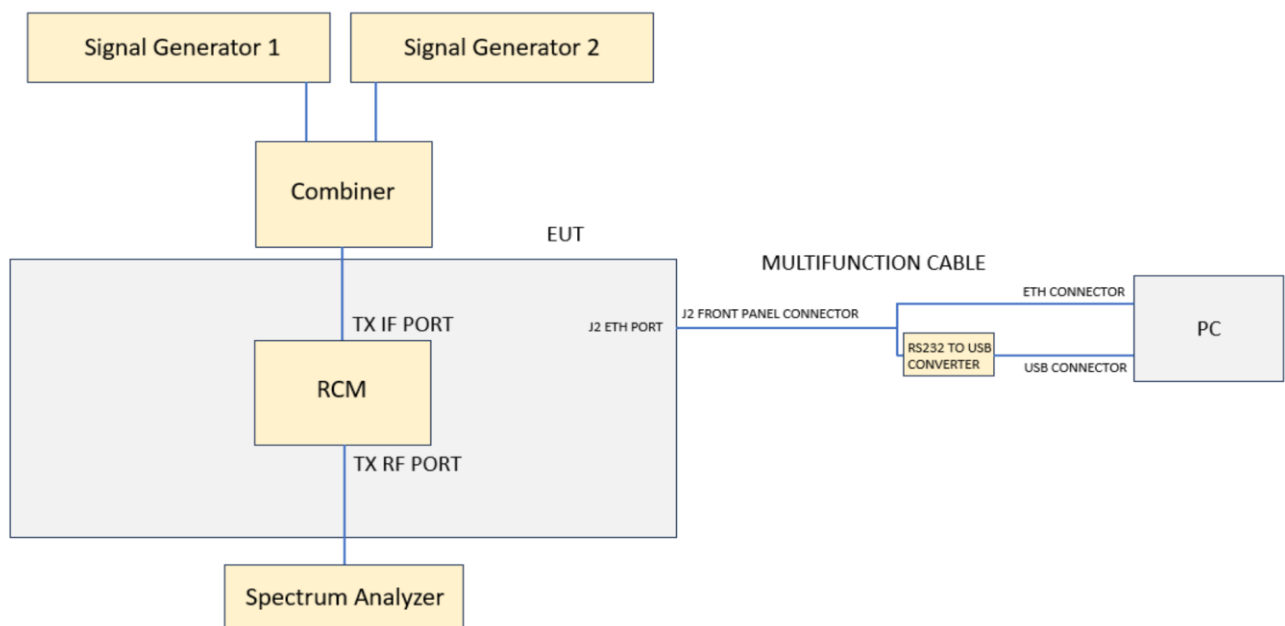 Signal Generator 1
Signal Generator 2
Combiner
EUT
MULTIFUNCTION CABLE
TX IF PORT
J2 ETH PORT
J2 FRONT PANEL CONNECTOR
ETH CONNECTOR
PC
RS232 TO USB
CONVERTER
USB CONNECTOR
RCM
TX RF PORT
Spectrum Analyzer